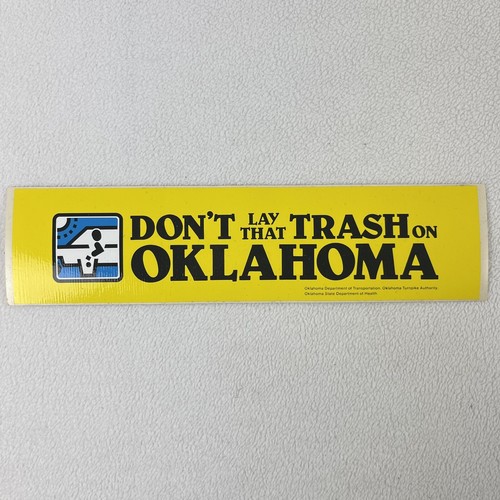 DON'T LAY THAT TRASH ON
OKLAHOMA
Oklahoma Department of Transportation; Oklahoma Turnpike Authority
Oklahoma State Department of Health